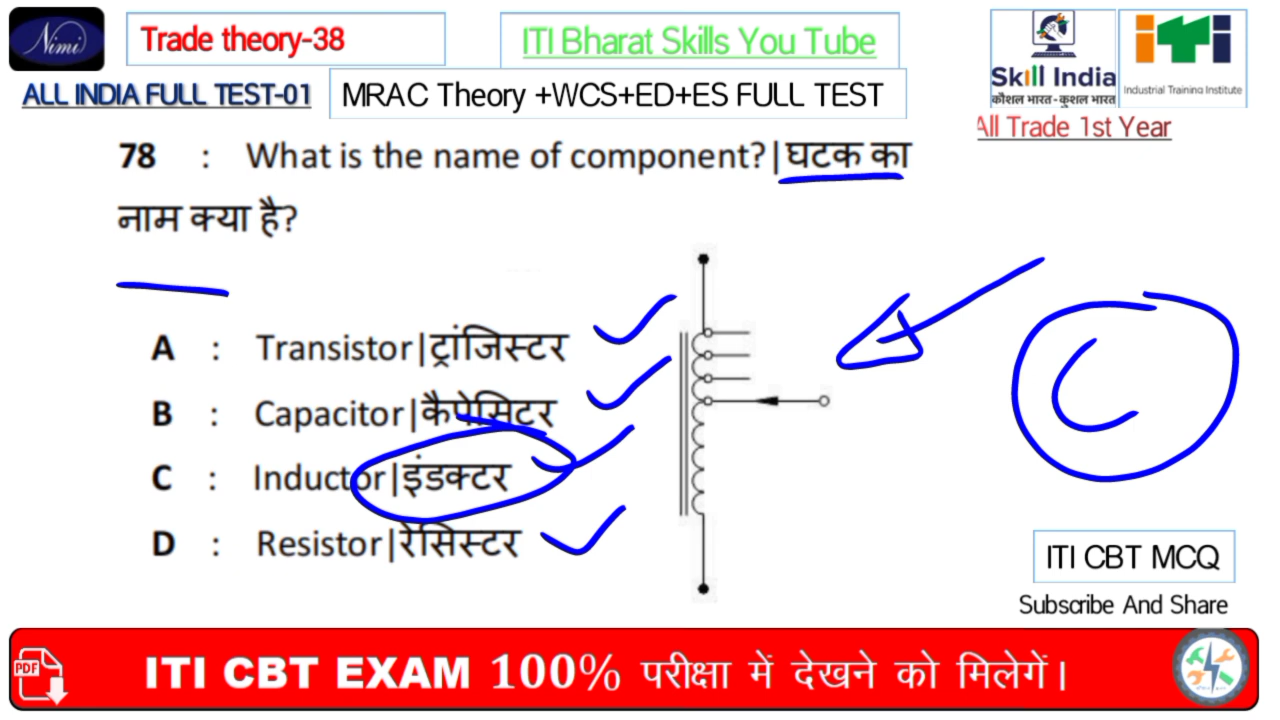 Nimi
Trade theory-38
ITI Bharat Skills You Tube
Skill India
कौशल भारत-कुशल भारत
iTi
Industrial Training Institute
ALL INDIA FULL TEST-01
MRAC Theory +WCS+ED+ES FULL TEST
All Trade 1st Year
78 : What is the name of component?|घटक का
नाम क्या है?
A : Transistor|ट्रांजिस्टर
B : Capacitor|कैपेसिटर
C : Inductor|इंडक्टर
D : Resistor|रेसिस्टर
C
ITI CBT MCQ
Subscribe And Share
PDF
ITI CBT EXAM 100% परीक्षा में देखने को मिलेगें।